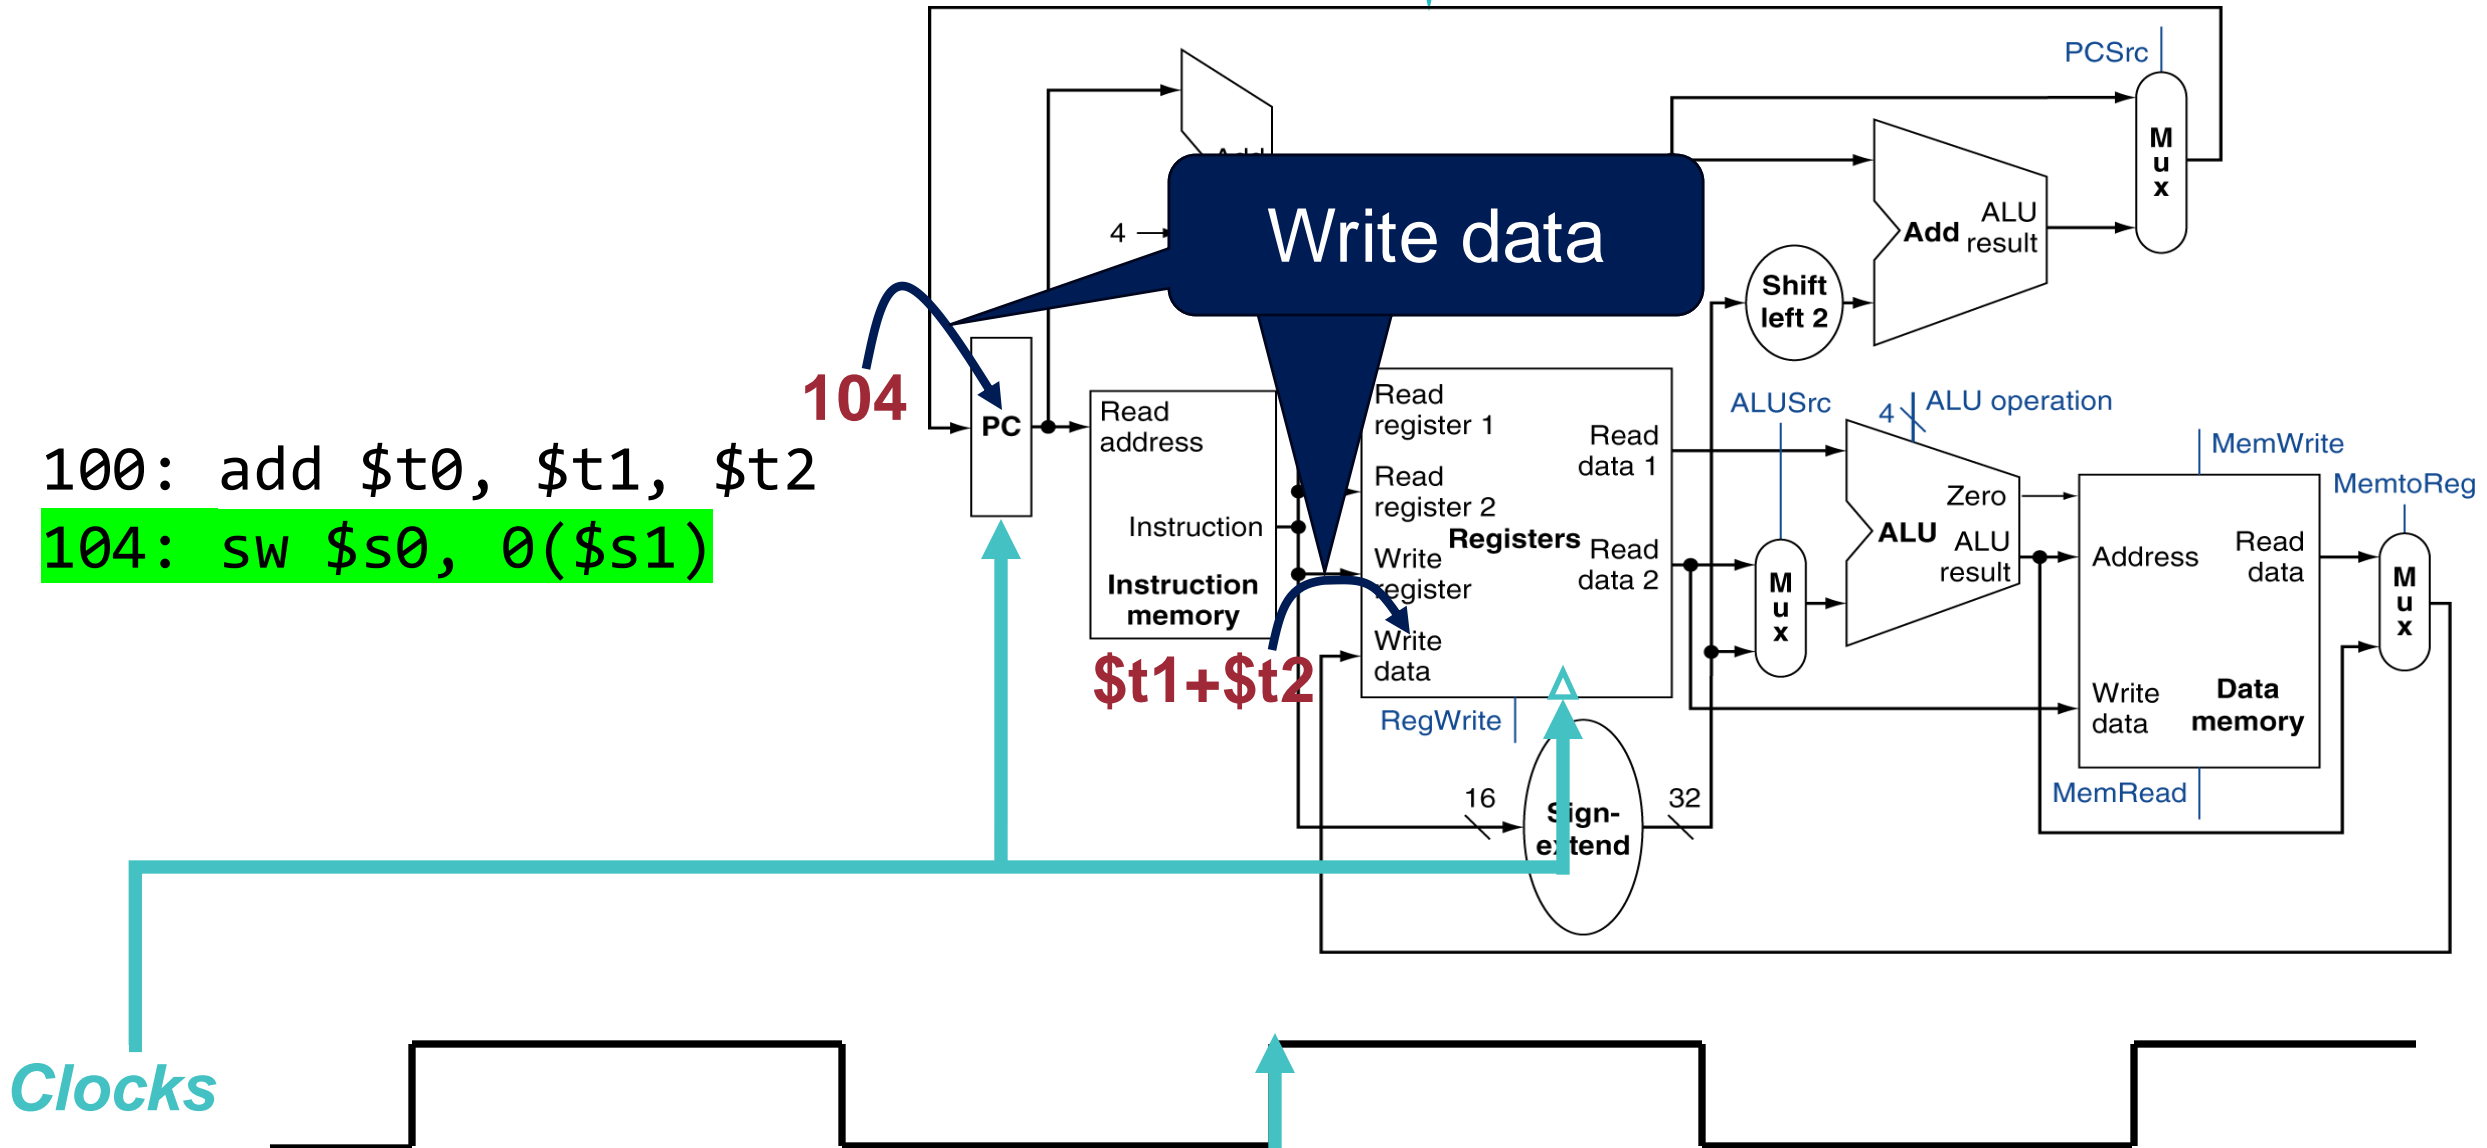 PCSrc
M
u
x
Add
4
Write data
Add
ALU
result
Shift
left 2
104
PC
Read
address
Instruction
Instruction
memory
Read
register 1
Read
register 2
Write
register
Write
data
Registers
Read
data 1
Read
data 2
$t1+$t2
RegWrite
ALUSrc
M
u
x
4
ALU operation
Zero
ALU
ALU
result
MemWrite
MemtoReg
Address
Read
data
Write
data
Data
memory
MemRead
M
u
x
16
Sign-
extend
32
100: add $t0, $t1, $t2
104: sw $s0, 0($s1)
Clocks